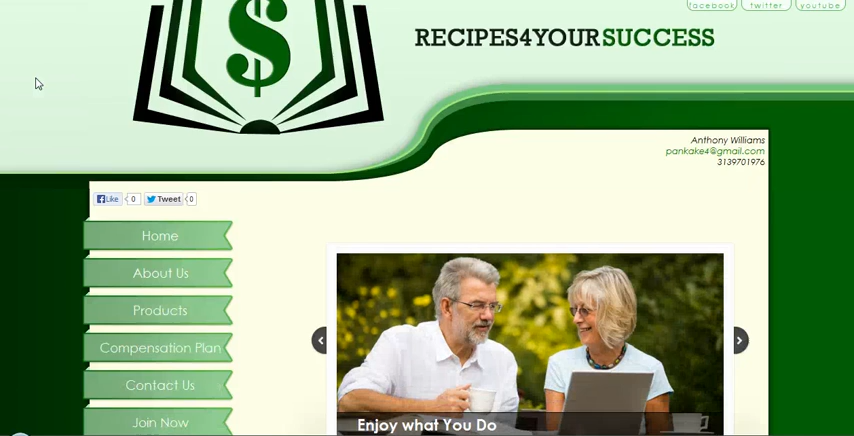 facebook twitter youtube
$
RECIPES4YOURSUCCESS
Anthony Williams
pankake4@gmail.com
3139701976
Like 0 Tweet 0
Home
About Us
Products
Compensation Plan
Contact Us
Join Now
Enjoy what You Do